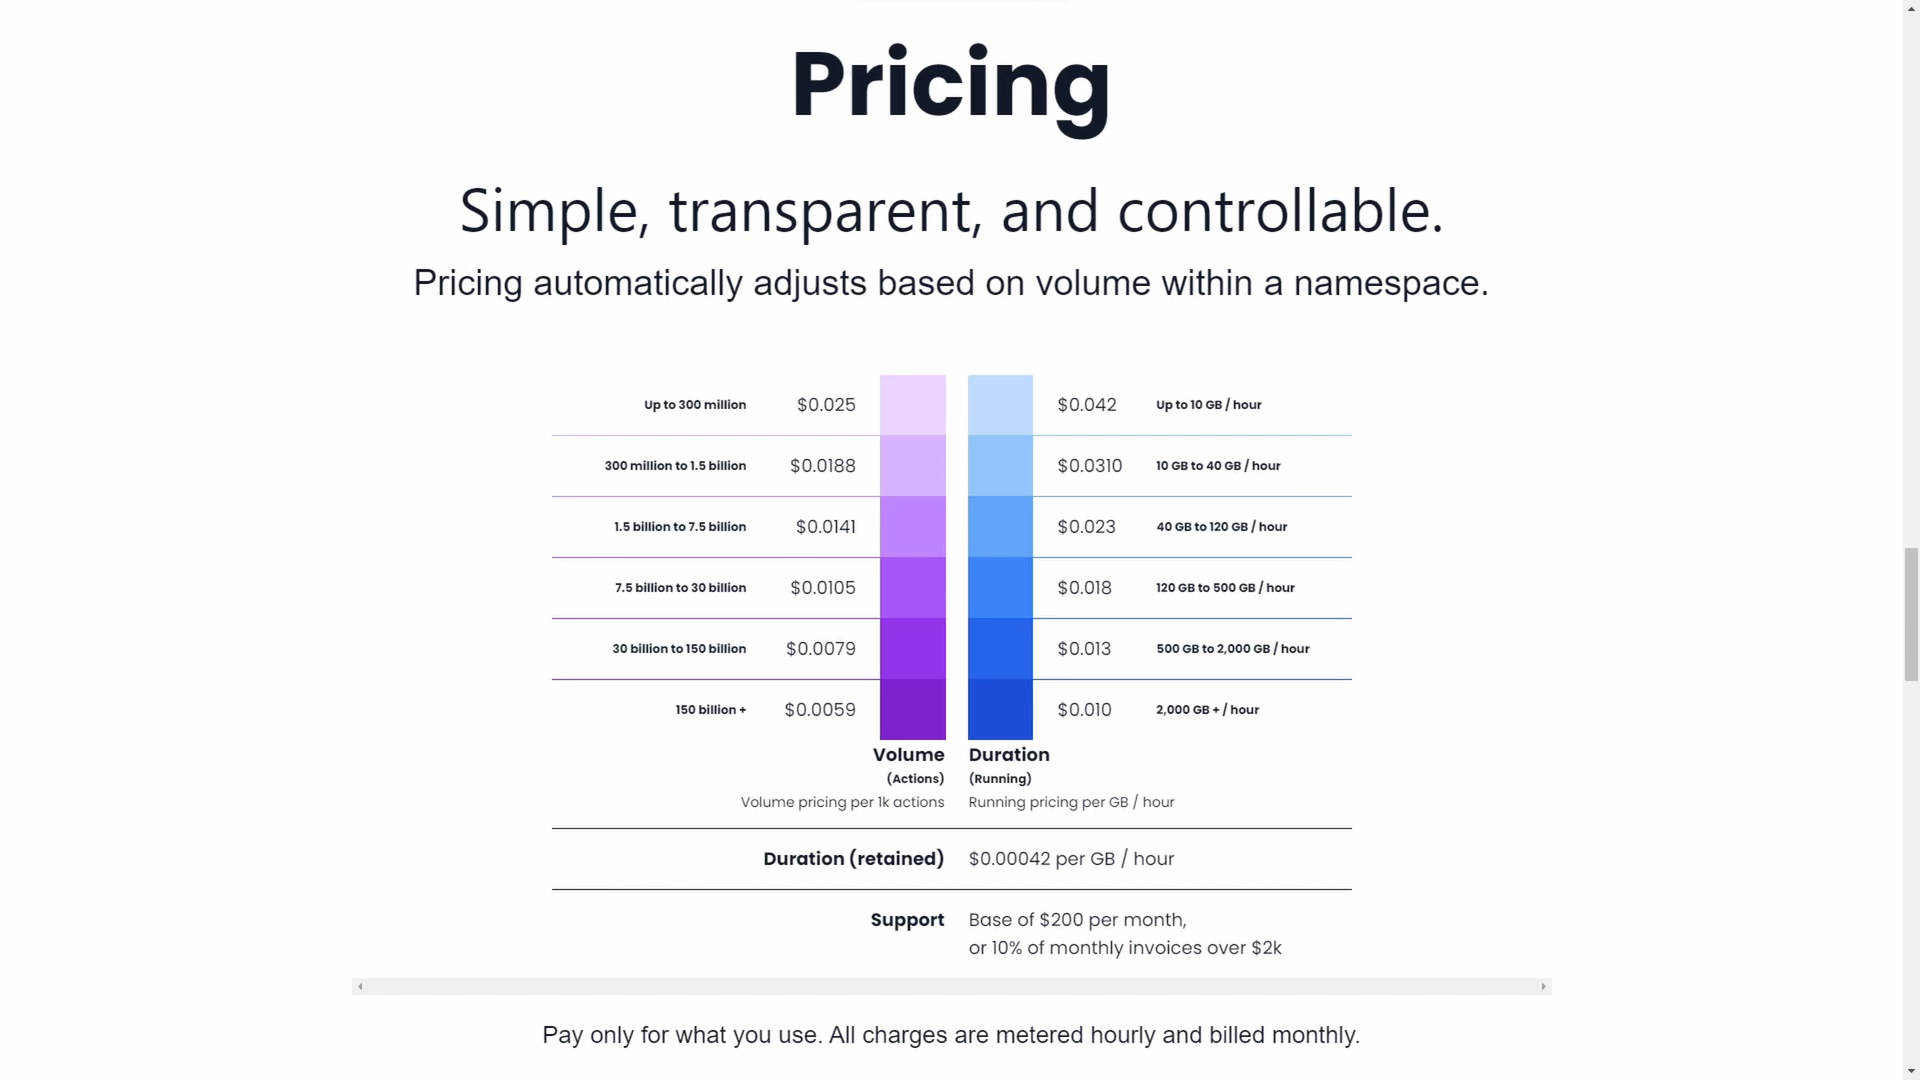 Pricing
Simple, transparent, and controllable.
Pricing automatically adjusts based on volume within a namespace.
Up to 300 million $0.025 $0.042 Up to 10 GB / hour
300 million to 1.5 billion $0.0188 $0.0310 10 GB to 40 GB / hour
1.5 billion to 7.5 billion $0.0141 $0.023 40 GB to 120 GB / hour
7.5 billion to 30 billion $0.0105 $0.018 120 GB to 500 GB / hour
30 billion to 150 billion $0.0079 $0.013 500 GB to 2,000 GB / hour
150 billion + $0.0059 $0.010 2,000 GB + / hour
Volume Duration
(Actions) (Running)
Volume pricing per 1k actions Running pricing per GB / hour
Duration (retained) $0.00042 per GB / hour
Support Base of $200 per month,
or 10% of monthly invoices over $2k
Pay only for what you use. All charges are metered hourly and billed monthly.